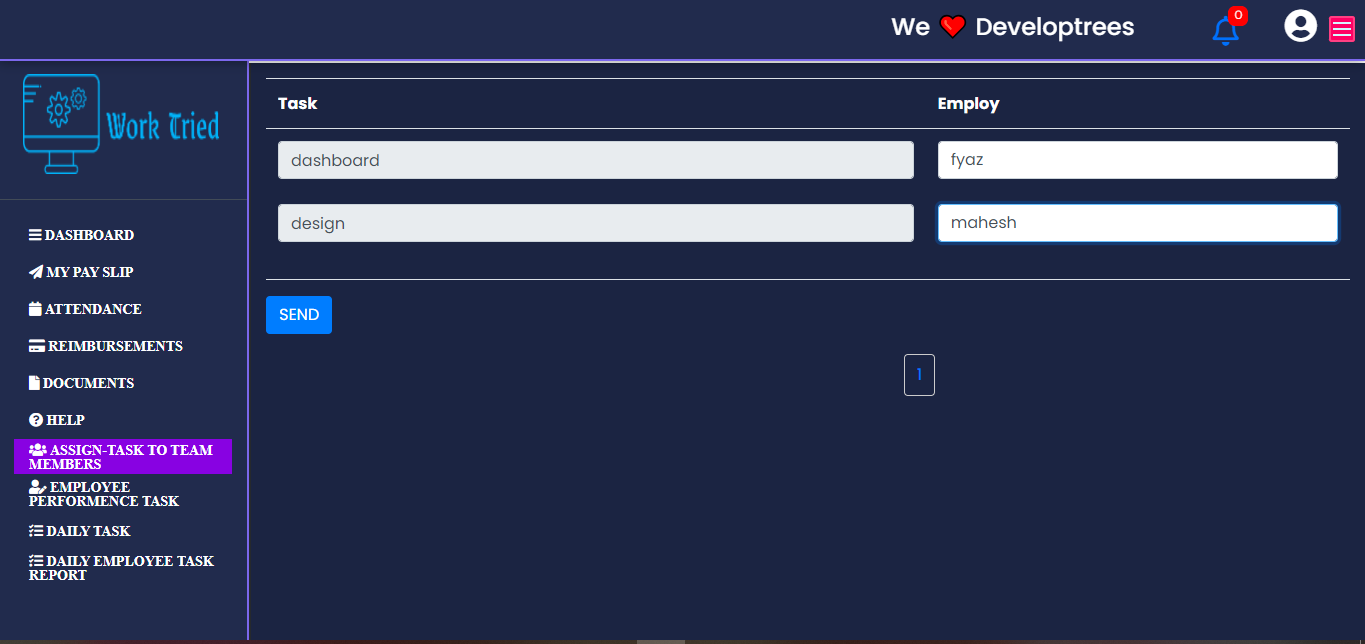 We ❤ Developtrees
0
Work Tried
DASHBOARD
MY PAY SLIP
ATTENDANCE
REIMBURSEMENTS
DOCUMENTS
HELP
ASSIGN-TASK TO TEAM
MEMBERS
EMPLOYEE
PERFORMENCE TASK
DAILY TASK
DAILY EMPLOYEE TASK
REPORT
Task Employ
dashboard fyaz
design mahesh
SEND
1